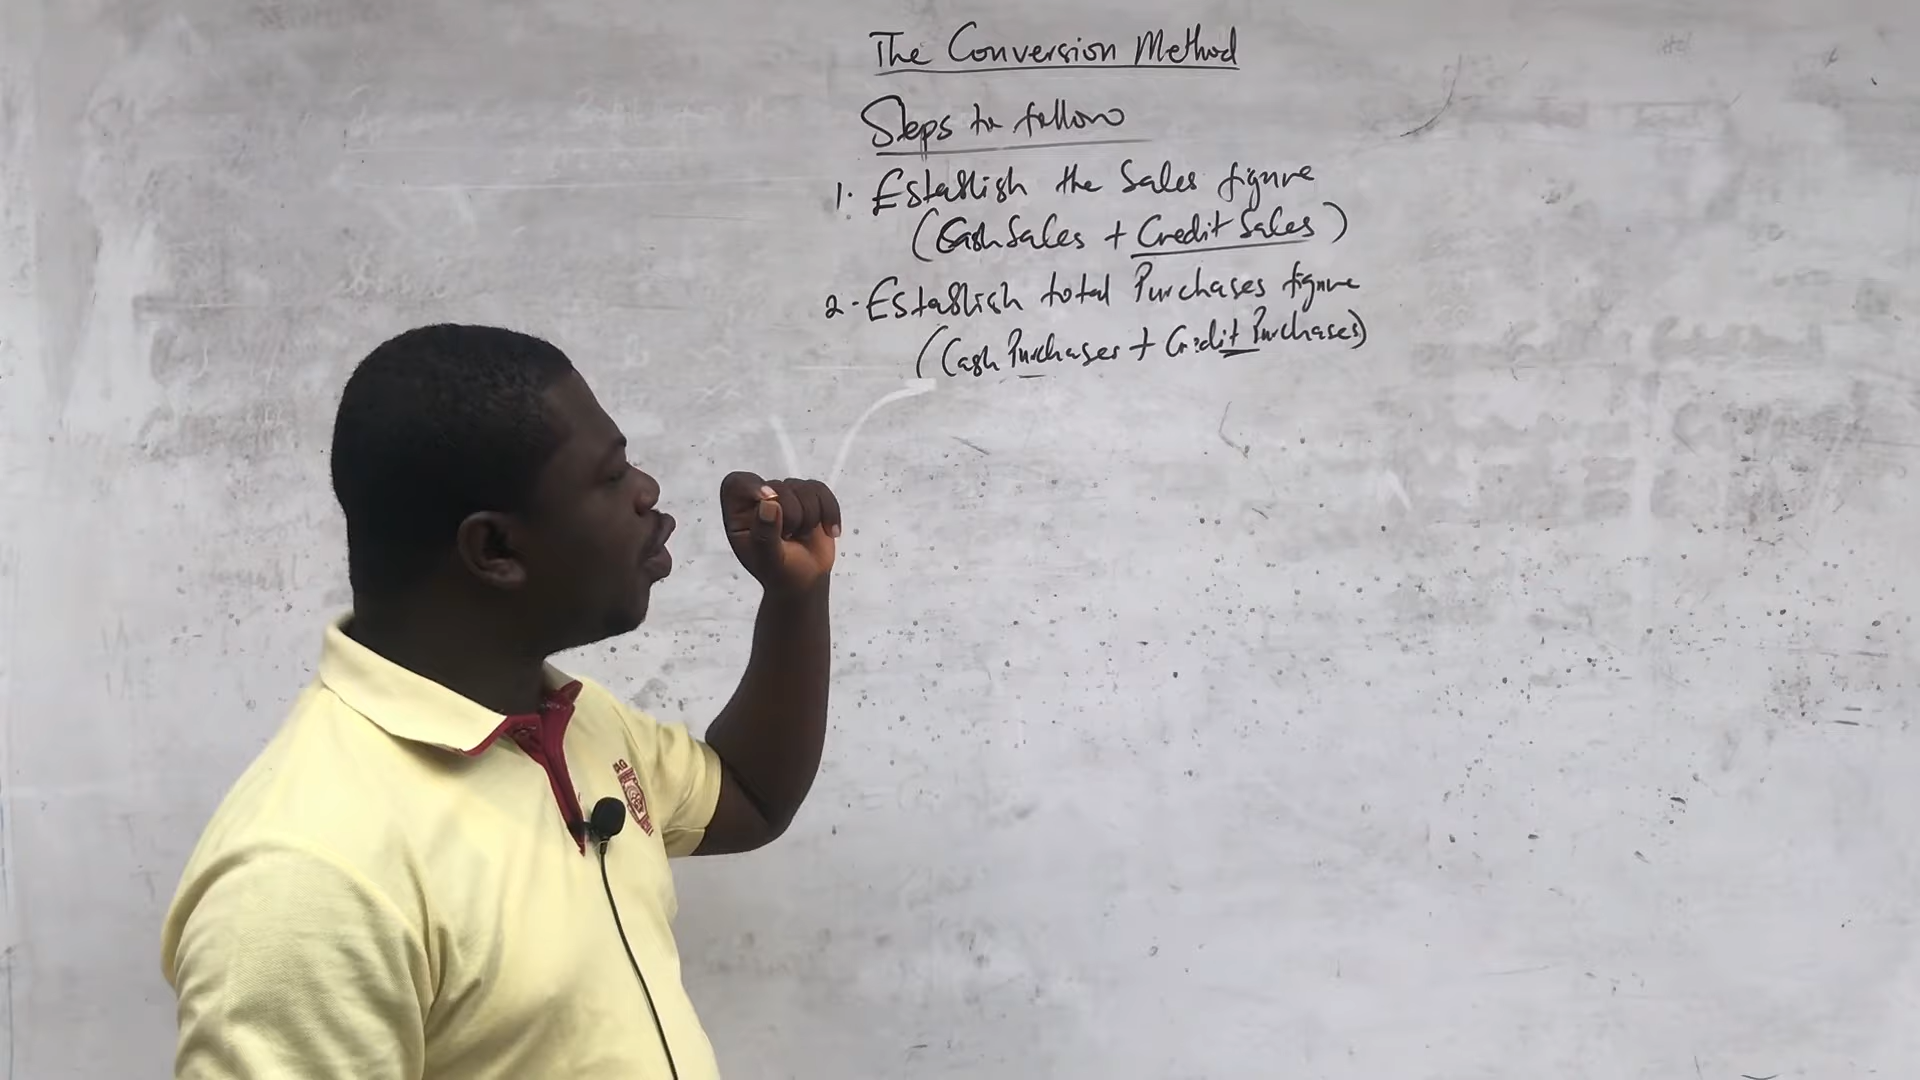 The Conversion Method
Steps to follow
1. Establish the Sales figure
(Cash Sales + Credit Sales)
2. Establish total Purchases figure
(Cash Purchases + Credit Purchases)